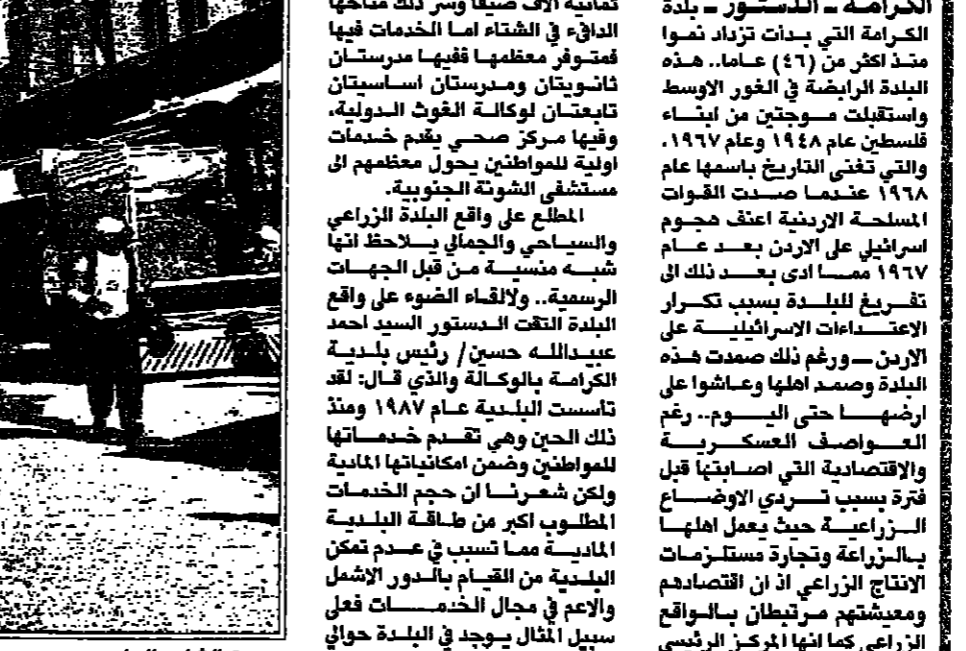 الكرامة ــ الدستور ــ بلدة
الكرامة التي بدأت تزداد نموا
منذ اكثر من (٤٦) عاما.. هذه
البلدة الرابضة في الغور الاوسط
واستقبلت موجتين من ابناء
فلسطين عام ١٩٤٨ وعام ١٩٦٧.
والتي تغنى التاريخ باسمها عام
١٩٦٨ عندما صدت القوات
المسلحة الاردنية اعنف هجوم
اسرائيلي على الاردن بعد عام
١٩٦٧ مما ادى بعد ذلك الى
تفريغ للبلدة بسبب تكرار
الاعتداءات الاسرائيلية على
الاردن ــ ورغم ذلك صمدت هذه
البلدة وصمد اهلها وعاشوا على
ارضها حتى اليوم.. رغم
العواصف العسكرية
والاقتصادية التي اصابتها قبل
فترة بسبب تردي الاوضاع
الزراعية حيث يعمل اهلها
بالزراعة وتجارة مستلزمات
الانتاج الزراعي اذ ان اقتصادهم
ومعيشتهم مرتبطان بالواقع
الزراعي كما انها المركز الرئيسي
ثمانية الاف صيفا وسر ذلك مناخها
الدافىء في الشتاء اما الخدمات فيها
فمتوفر معظمها ففيها مدرستان
ثانويتان ومدرستان اساسيتان
تابعتان لوكالة الغوث الدولية،
وفيها مركز صحي يقدم خدمات
اولية للمواطنين يحول معظمهم الى
مستشفى الشونة الجنوبية.
المطلع على واقع البلدة الزراعي
والسياحي والجمالي يلاحظ انها
شبه منسية من قبل الجهات
الرسمية.. ولالقاء الضوء على واقع
البلدة التقت الدستور السيد احمد
عبيدالله حسين/ رئيس بلدية
الكرامة بالوكالة والذي قال: لقد
تأسست البلدية عام ١٩٨٧ ومنذ
ذلك الحين وهي تقدم خدماتها
للمواطنين وضمن امكانياتها المادية
ولكن شعرنا ان حجم الخدمات
المطلوب اكبر من طاقة البلدية
المادية مما تسبب في عدم تمكن
البلدية من القيام بالدور الاشمل
والاعم في مجال الخدمات فعلى
سبيل المثال يوجد في البلدة حوالي